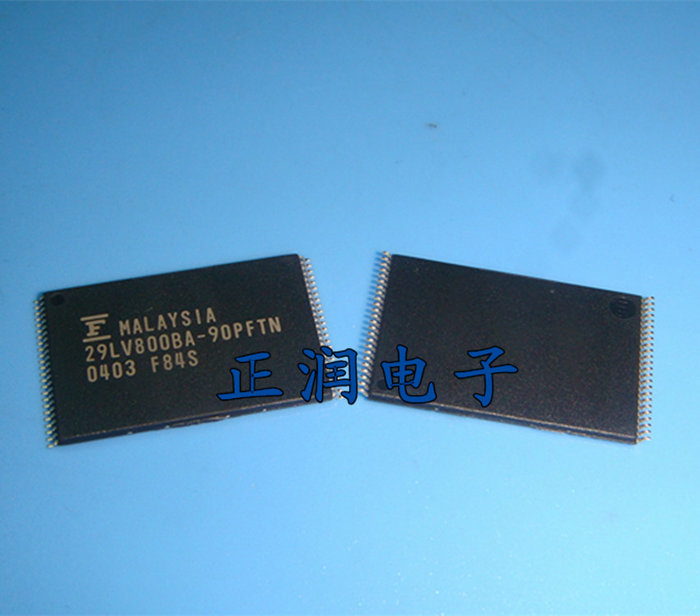 MALAYSIA
29LV800BA-90PFTN
0403 F84S
正润电子